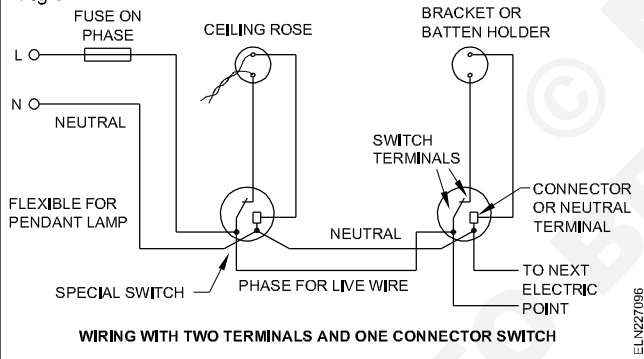 FUSE ON
PHASE
CEILING ROSE
BRACKET OR
BATTEN HOLDER
L
N
NEUTRAL
SWITCH
TERMINALS
FLEXIBLE FOR
PENDANT LAMP
CONNECTOR
OR NEUTRAL
TERMINAL
NEUTRAL
SPECIAL SWITCH
PHASE FOR LIVE WIRE
TO NEXT
ELECTRIC
POINT
WIRING WITH TWO TERMINALS AND ONE CONNECTOR SWITCH
ELN227096
©